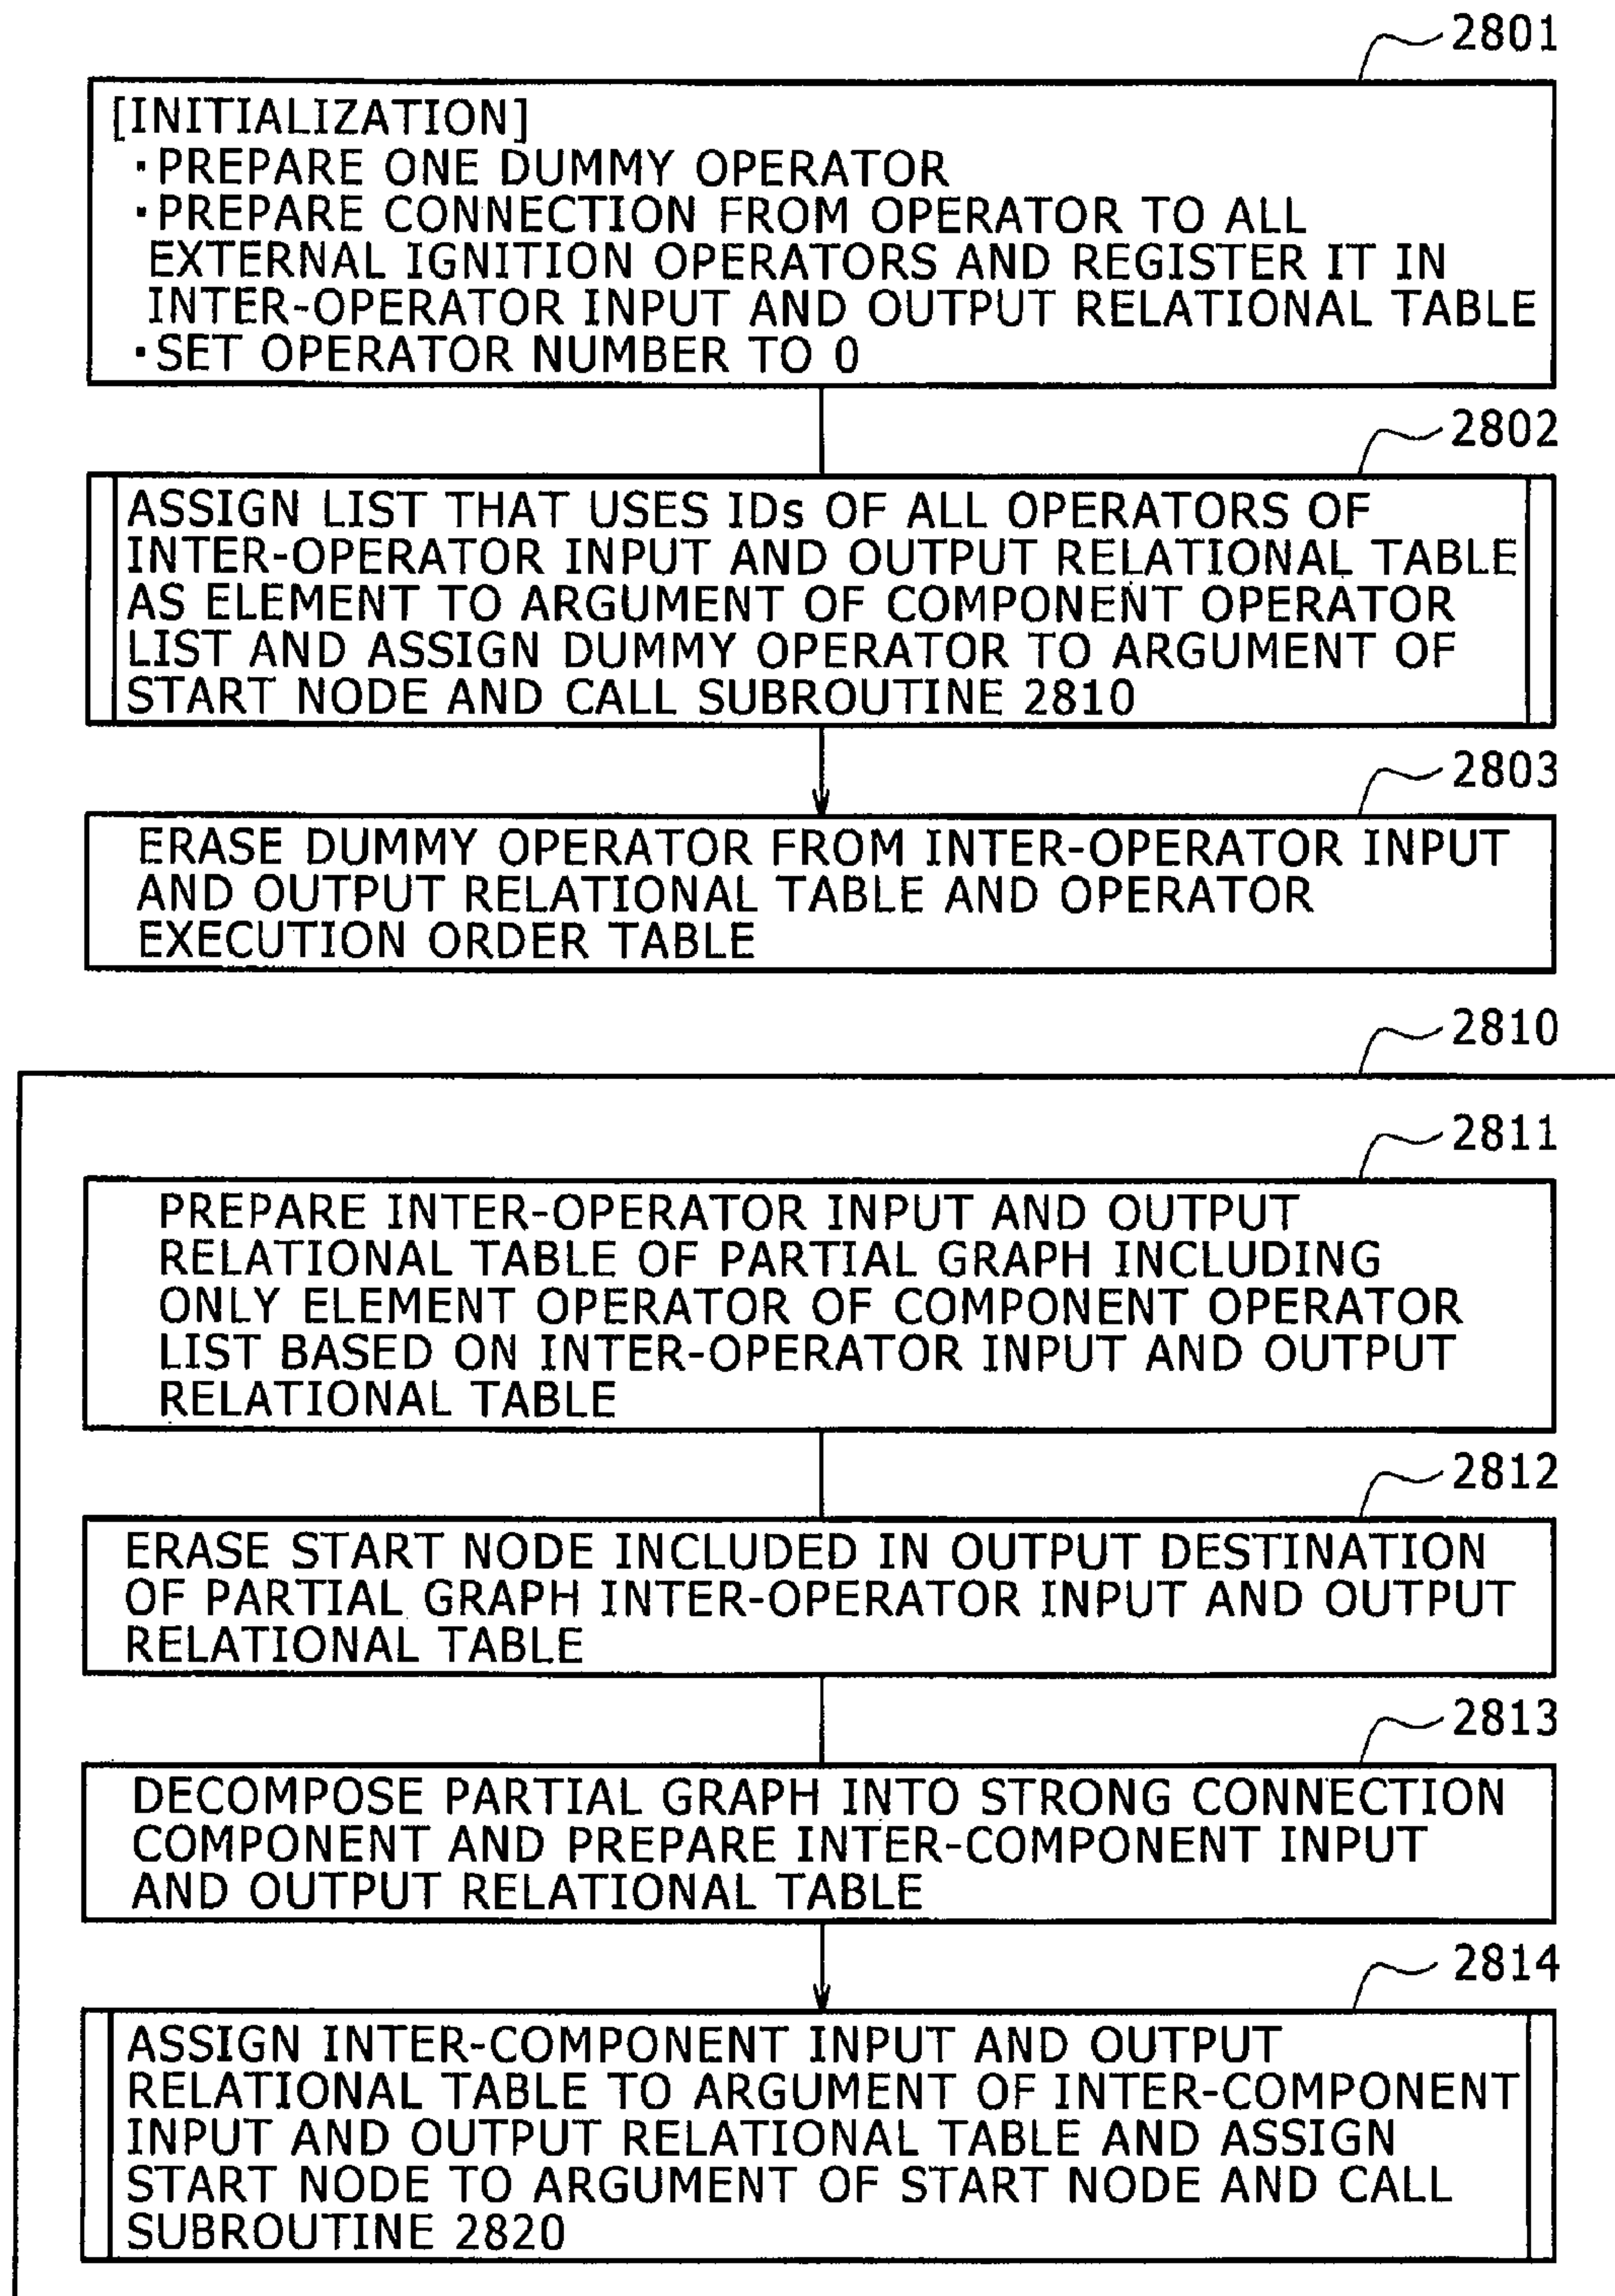 2801
[INITIALIZATION]
·PREPARE ONE DUMMY OPERATOR
·PREPARE CONNECTION FROM OPERATOR TO ALL
EXTERNAL IGNITION OPERATORS AND REGISTER IT IN
INTER-OPERATOR INPUT AND OUTPUT RELATIONAL TABLE
·SET OPERATOR NUMBER TO 0
2802
ASSIGN LIST THAT USES IDs OF ALL OPERATORS OF
INTER-OPERATOR INPUT AND OUTPUT RELATIONAL TABLE
AS ELEMENT TO ARGUMENT OF COMPONENT OPERATOR
LIST AND ASSIGN DUMMY OPERATOR TO ARGUMENT OF
START NODE AND CALL SUBROUTINE 2810
2803
ERASE DUMMY OPERATOR FROM INTER-OPERATOR INPUT
AND OUTPUT RELATIONAL TABLE AND OPERATOR
EXECUTION ORDER TABLE
2810
2811
PREPARE INTER-OPERATOR INPUT AND OUTPUT
RELATIONAL TABLE OF PARTIAL GRAPH INCLUDING
ONLY ELEMENT OPERATOR OF COMPONENT OPERATOR
LIST BASED ON INTER-OPERATOR INPUT AND OUTPUT
RELATIONAL TABLE
2812
ERASE START NODE INCLUDED IN OUTPUT DESTINATION
OF PARTIAL GRAPH INTER-OPERATOR INPUT AND OUTPUT
RELATIONAL TABLE
2813
DECOMPOSE PARTIAL GRAPH INTO STRONG CONNECTION
COMPONENT AND PREPARE INTER-COMPONENT INPUT
AND OUTPUT RELATIONAL TABLE
2814
ASSIGN INTER-COMPONENT INPUT AND OUTPUT
RELATIONAL TABLE TO ARGUMENT OF INTER-COMPONENT
INPUT AND OUTPUT RELATIONAL TABLE AND ASSIGN
START NODE TO ARGUMENT OF START NODE AND CALL
SUBROUTINE 2820